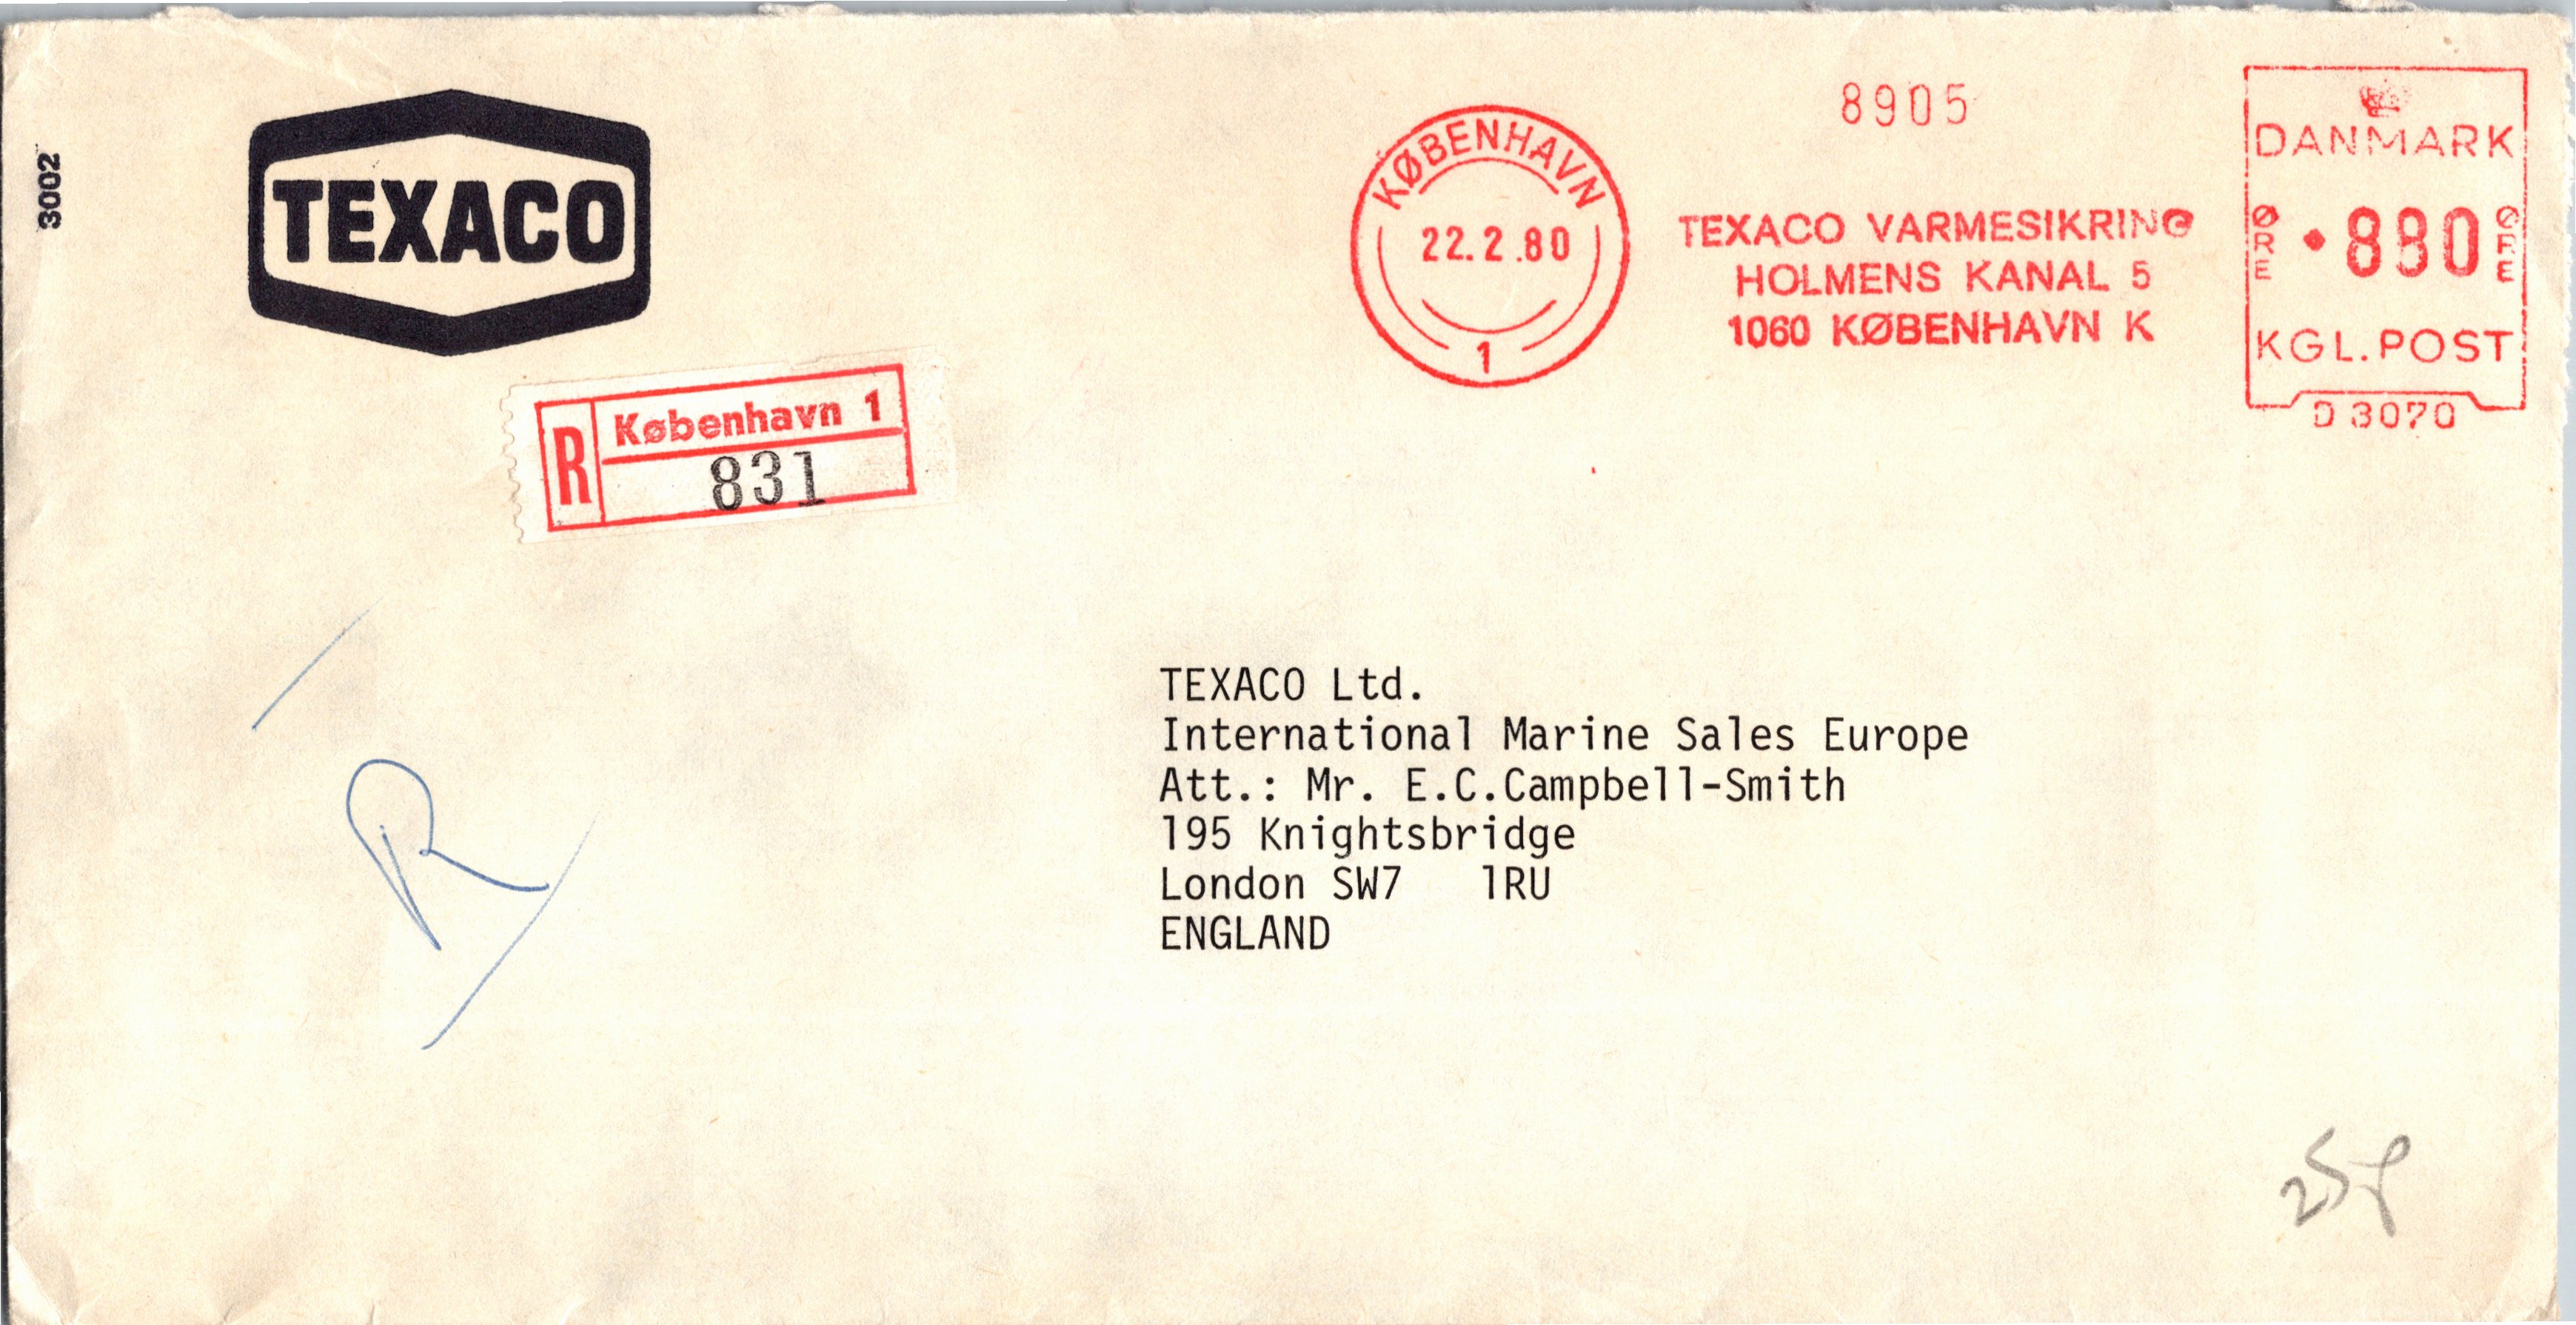 3002
TEXACO
KØBENHAVN
22.2.80
1
8905
TEXACO VARMESIKRING
HOLMENS KANAL 5
1060 KØBENHAVN K
DANMARK
ØRE
880
ØRE
KGL. POST
D 3070
R
København 1
831
R
TEXACO Ltd.
International Marine Sales Europe
Att.: Mr. E.C.Campbell-Smith
195 Knightsbridge
London SW7 1RU
ENGLAND